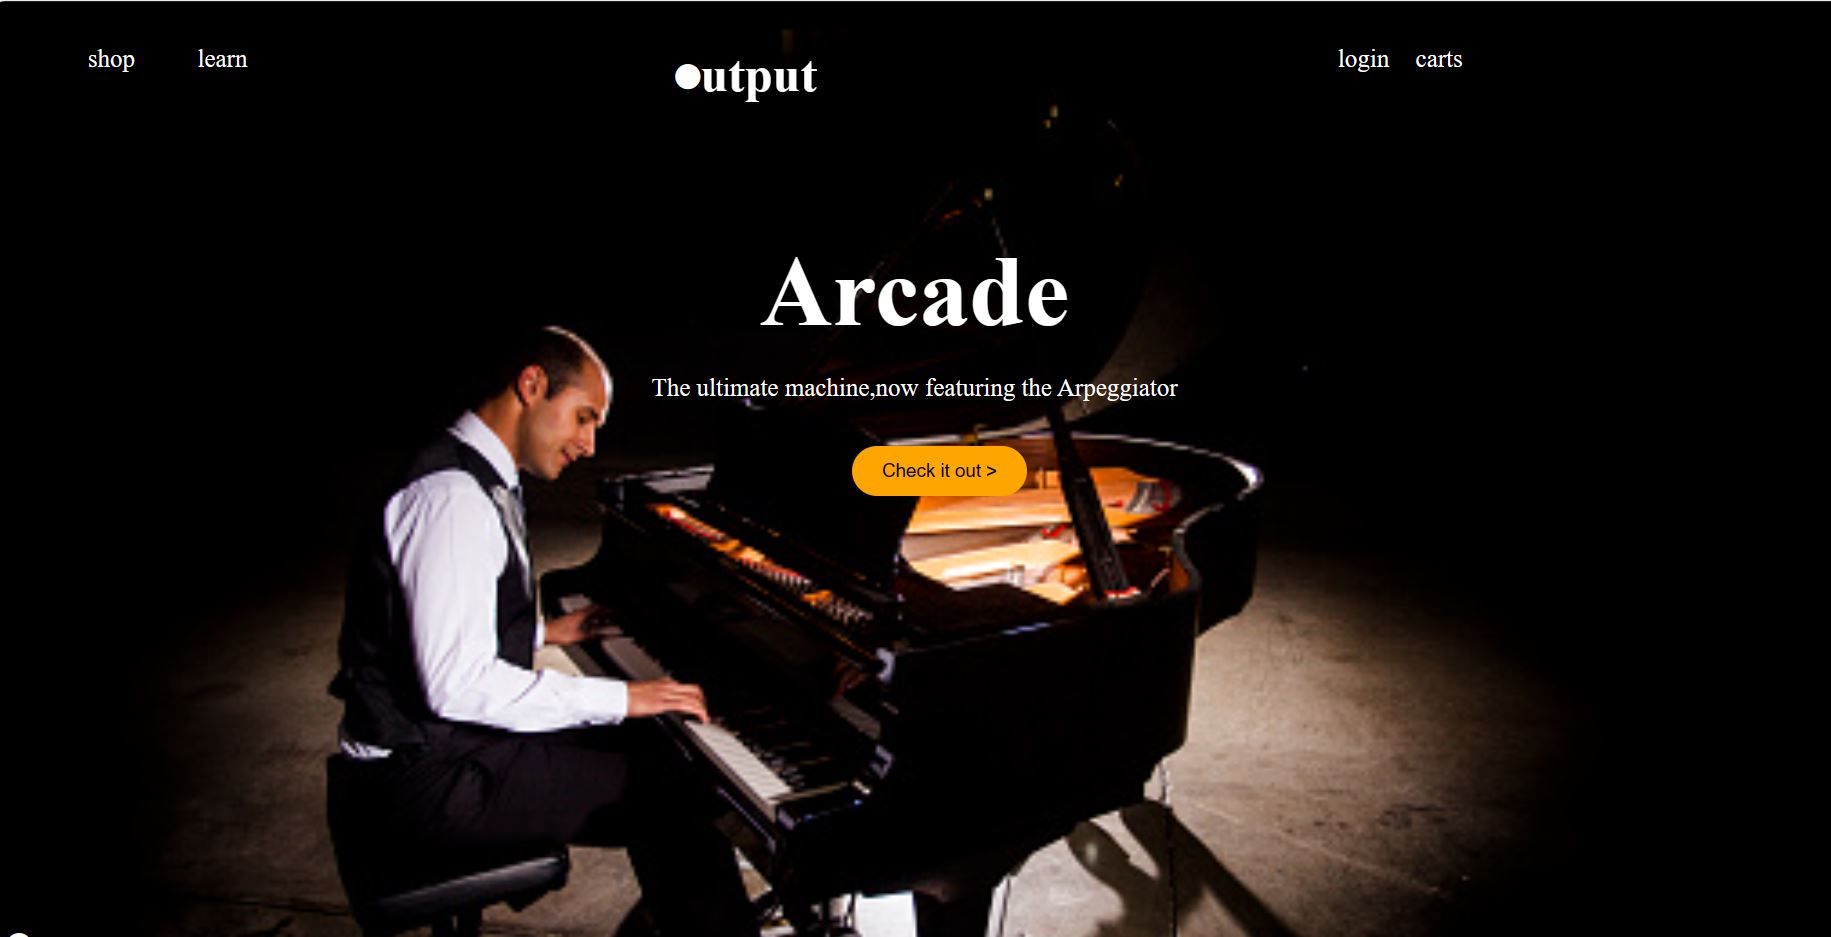 shop learn
utput
login carts
Arcade
The ultimate machine,now featuring the Arpeggiator
Check it out >